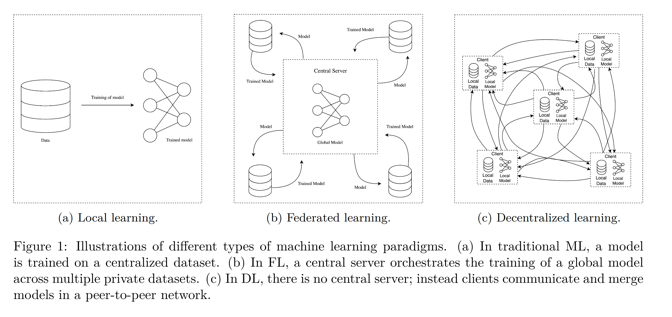 Data
Training of model
Trained model
(a) Local learning.
Model
Trained Model
Trained Model
Model
Central Server
Global Model
Model
Trained Model
Trained Model
Model
(b) Federated learning.
Client
Local
Data
Local
Model
Client
Local
Data
Local
Model
Client
Local
Data
Local
Model
Client
Local
Data
Local
Model
Client
Local
Data
Local
Model
(c) Decentralized learning.
Figure 1: Illustrations of different types of machine learning paradigms. (a) In traditional ML, a model
is trained on a centralized dataset. (b) In FL, a central server orchestrates the training of a global model
across multiple private datasets. (c) In DL, there is no central server; instead clients communicate and merge
models in a peer-to-peer network.